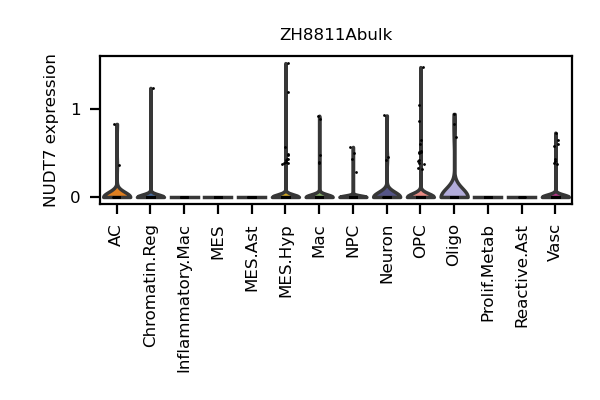 ZH8811Abulk
NUDT7 expression
1
0
AC
Chromatin.Reg
Inflammatory.Mac
MES
MES.Ast
MES.Hyp
Mac
NPC
Neuron
OPC
Oligo
Prolif.Metab
Reactive.Ast
Vasc